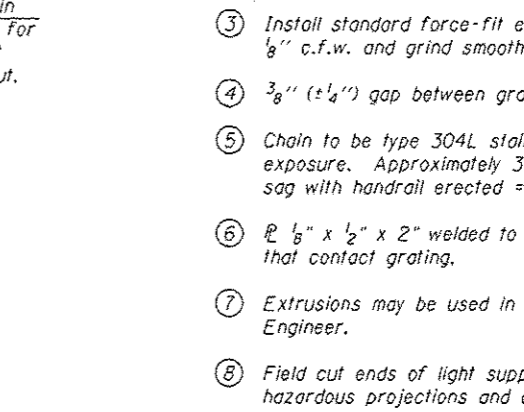 in
for
ut.
③ Install standard force-fit e
1/8" c.f.w. and grind smooth
④ 3/8" (±1/4") gap between gra
⑤ Chain to be type 304L stai
exposure. Approximately 3
sag with handrail erected =
⑥ ⅊ 1/8" x 1/2" x 2" welded to
that contact grating.
⑦ Extrusions may be used in
Engineer.
⑧ Field cut ends of light supp
hazardous projections and